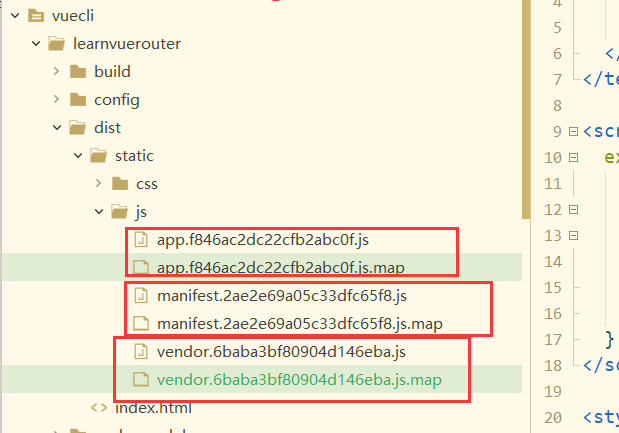 vuecli
learnvuerouter
build
config
dist
static
css
js
app.f846ac2dc22cfb2abc0f.js
app.f846ac2dc22cfb2abc0f.js.map
manifest.2ae2e69a05c33dfc65f8.js
manifest.2ae2e69a05c33dfc65f8.js.map
vendor.6baba3bf80904d146eba.js
vendor.6baba3bf80904d146eba.js.map
<> index.html
4
5
6 </
7 </te
8
9 <scr
10 ex
11
12
13
14
15
16
17 }
18 </sc
19
20 <sty